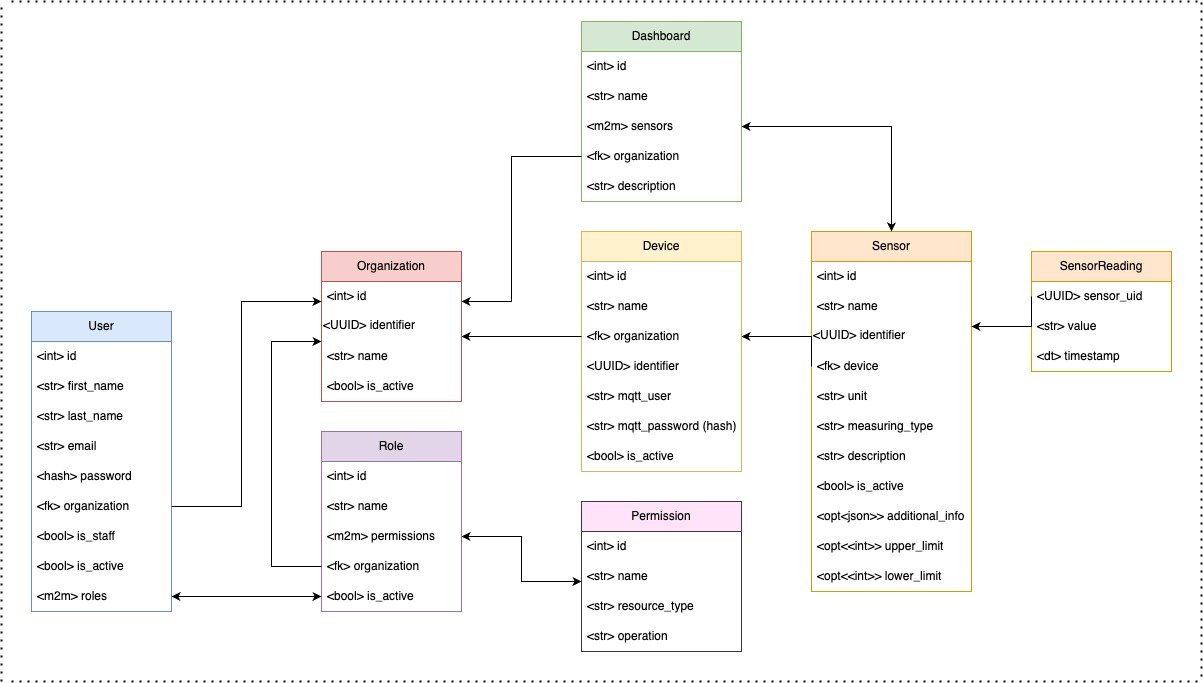 Dashboard
<int> id
<str> name
<m2m> sensors
<fk> organization
<str> description
Organization
<int> id
<UUID> identifier
<str> name
<bool> is_active
Device
<int> id
<str> name
<fk> organization
<UUID> identifier
<str> mqtt_user
<str> mqtt_password (hash)
<bool> is_active
Sensor
<int> id
<str> name
<UUID> identifier
<fk> device
<str> unit
<str> measuring_type
<str> description
<bool> is_active
<opt<json>> additional_info
<opt<<int>> upper_limit
<opt<<int>> lower_limit
SensorReading
<UUID> sensor_uid
<str> value
<dt> timestamp
User
<int> id
<str> first_name
<str> last_name
<str> email
<hash> password
<fk> organization
<bool> is_staff
<bool> is_active
<m2m> roles
Role
<int> id
<str> name
<m2m> permissions
<fk> organization
<bool> is_active
Permission
<int> id
<str> name
<str> resource_type
<str> operation